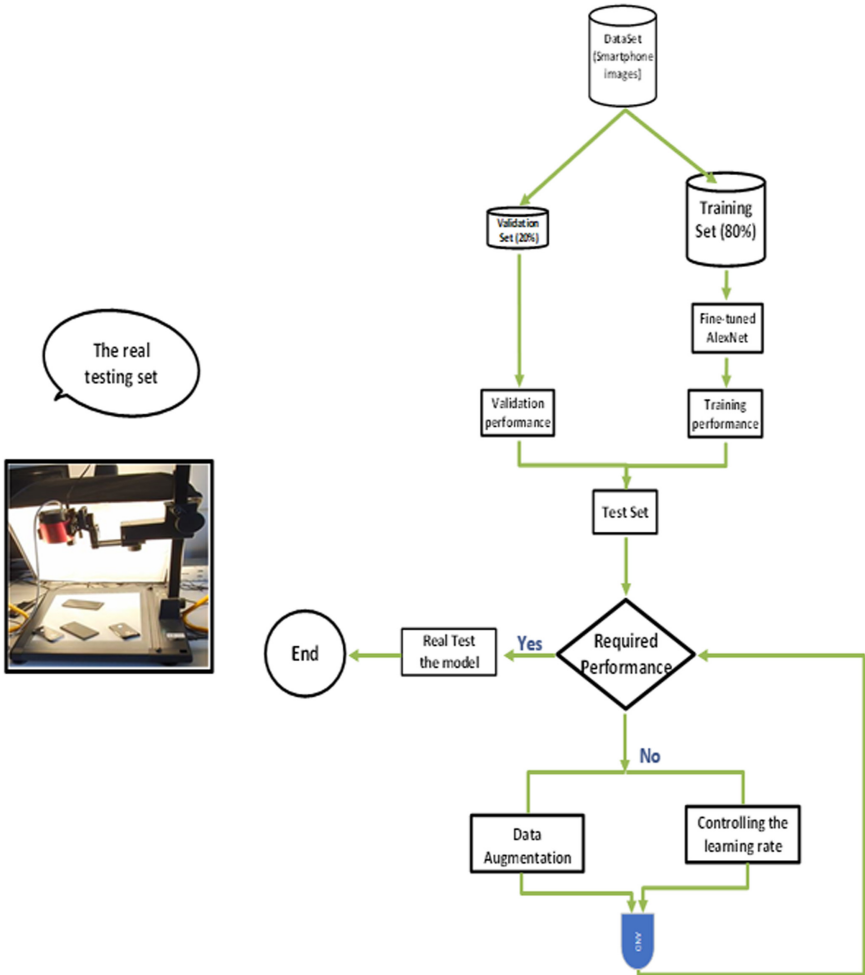 DataSet
(Smartphone
images)
Validation
Set (20%)
Training
Set (80%)
Fine-tuned
AlexNet
The real
testing set
Validation
performance
Training
performance
Test Set
End
Real Test
the model
Yes
Required
Performance
No
Data
Augmentation
Controlling the
learning rate
AND